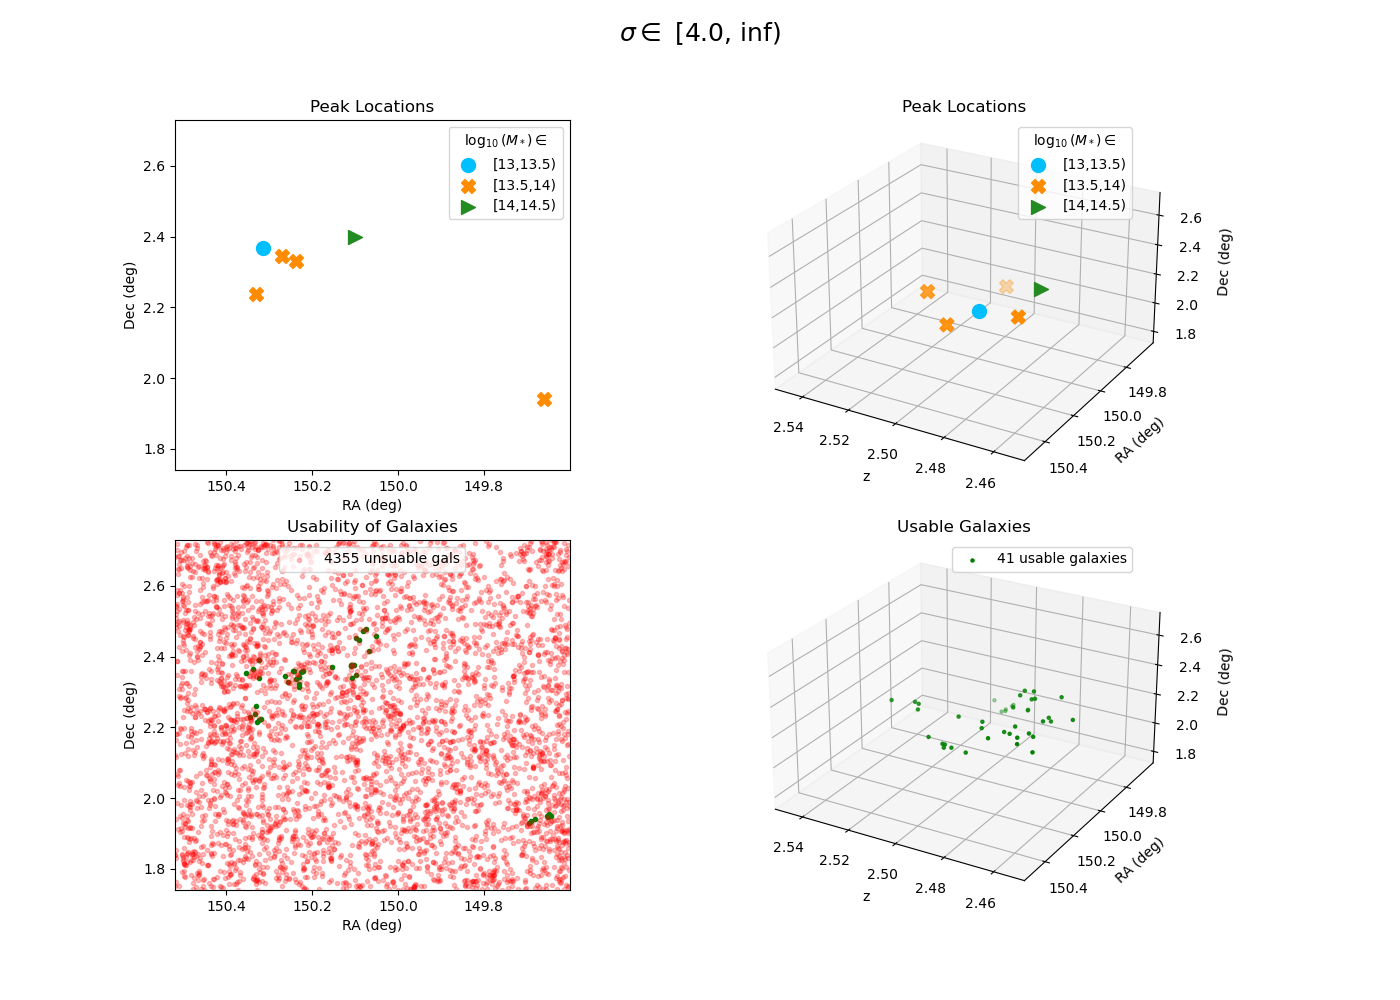 σ ∈ [4.0, inf)
Peak Locations
log₁₀(M*) ∈
[13,13.5)
[13.5,14)
[14,14.5)
2.6
2.4
2.2
2.0
1.8
Dec (deg)
150.4 150.2 150.0 149.8
RA (deg)
Peak Locations
log₁₀(M*) ∈
[13,13.5)
[13.5,14)
[14,14.5)
2.6
2.4
2.2
2.0
1.8
Dec (deg)
149.8
150.0
150.2
150.4
RA (deg)
2.54
2.52
2.50
2.48
2.46
z
Usability of Galaxies
4355 unsuable gals
2.6
2.4
2.2
2.0
1.8
Dec (deg)
150.4 150.2 150.0 149.8
RA (deg)
Usable Galaxies
41 usable galaxies
2.6
2.4
2.2
2.0
1.8
Dec (deg)
149.8
150.0
150.2
150.4
RA (deg)
2.54
2.52
2.50
2.48
2.46
z